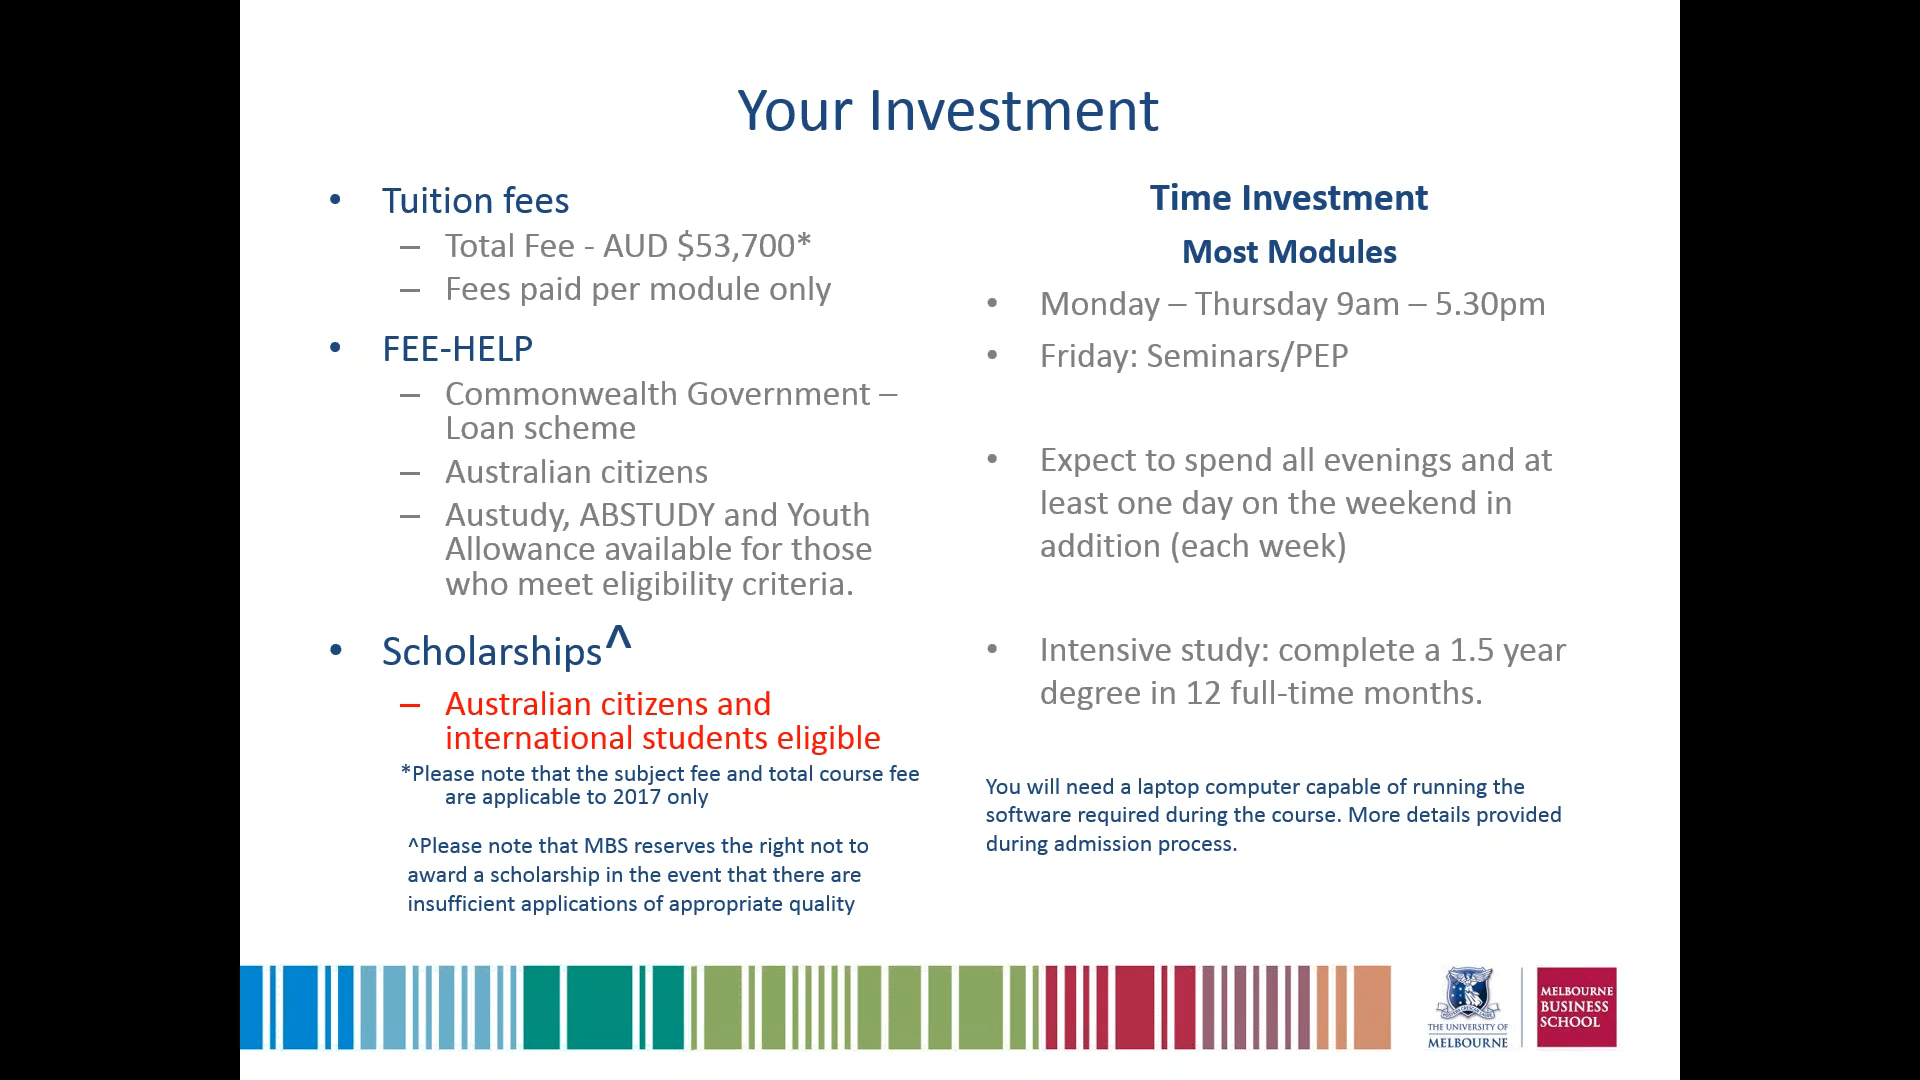 Your Investment
• Tuition fees
– Total Fee - AUD $53,700*
– Fees paid per module only
• FEE-HELP
– Commonwealth Government –
Loan scheme
– Australian citizens
– Austudy, ABSTUDY and Youth
Allowance available for those
who meet eligibility criteria.
• Scholarships^
– Australian citizens and
international students eligible
*Please note that the subject fee and total course fee
are applicable to 2017 only
^Please note that MBS reserves the right not to
award a scholarship in the event that there are
insufficient applications of appropriate quality
Time Investment
Most Modules
• Monday – Thursday 9am – 5.30pm
• Friday: Seminars/PEP
• Expect to spend all evenings and at
least one day on the weekend in
addition (each week)
• Intensive study: complete a 1.5 year
degree in 12 full-time months.
You will need a laptop computer capable of running the
software required during the course. More details provided
during admission process.
THE UNIVERSITY OF
MELBOURNE
MELBOURNE
BUSINESS
SCHOOL